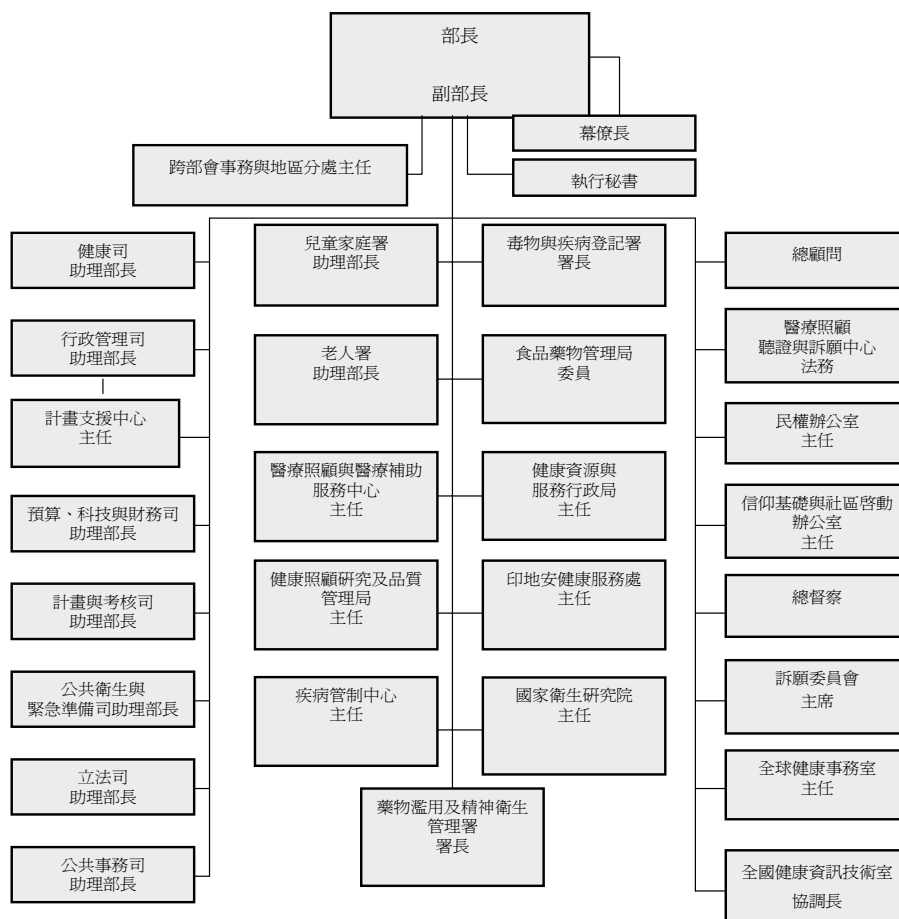 部長
副部長
幕僚長
跨部會事務與地區分處主任
執行秘書
健康司
助理部長
行政管理司
助理部長
計畫支援中心
主任
預算、科技與財務司
助理部長
計畫與考核司
助理部長
公共衛生與
緊急準備司助理部長
立法司
助理部長
公共事務司
助理部長
兒童家庭署
助理部長
毒物與疾病登記署
署長
老人署
助理部長
食品藥物管理局
委員
醫療照顧與醫療補助
服務中心
主任
健康資源與
服務行政局
主任
健康照顧研究及品質
管理局
主任
印地安健康服務處
主任
疾病管制中心
主任
國家衛生研究院
主任
藥物濫用及精神衛生
管理署
署長
總顧問
醫療照顧
聽證與訴願中心
法務
民權辦公室
主任
信仰基礎與社區啓動
辦公室
主任
總督察
訴願委員會
主席
全球健康事務室
主任
全國健康資訊技術室
協調長